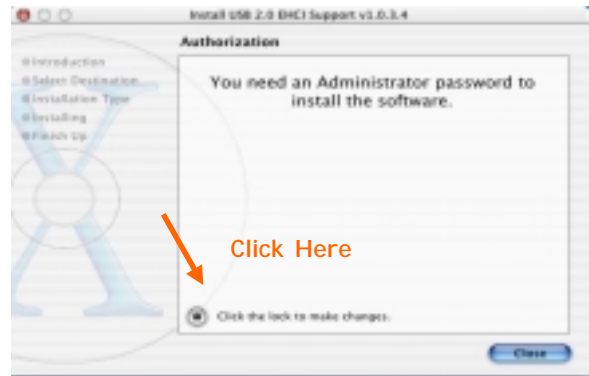 Install USB 2.0 EHCI Support v1.0.3.4
Authorization
Introduction
Select Destination
Installation Type
Installing
Finish Up
You need an Administrator password to
install the software.
Click Here
Click the lock to make changes.
Close